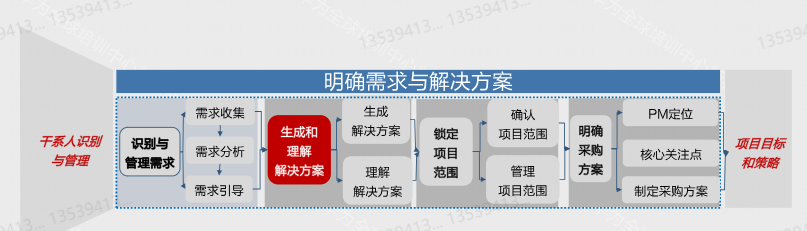 明确需求与解决方案
干系人识别
与管理
识别与
管理需求
需求收集
需求分析
需求引导
生成和
理解
解决方案
生成
解决方案
理解
解决方案
锁定
项目
范围
确认
项目范围
管理
项目范围
明确
采购
方案
PM定位
核心关注点
制定采购方案
项目目标
和策略
13539413...